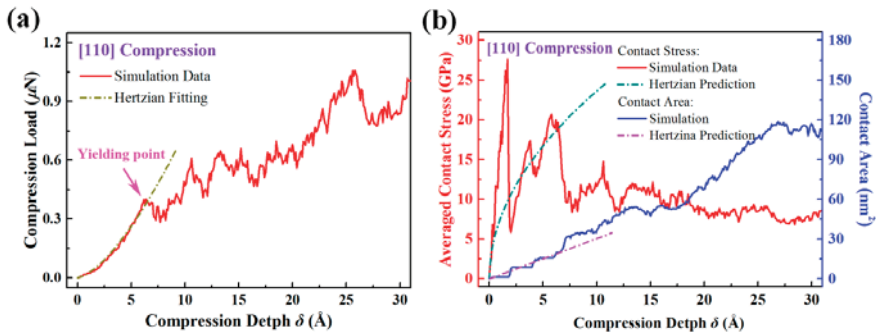 (a)
[110] Compression
Simulation Data
Hertzian Fitting
Yielding point
Compression Load (μN)
1.2
0.9
0.6
0.3
0.0
0 5 10 15 20 25 30
Compression Detph δ (Å)
(b)
[110] Compression
Contact Stress:
Simulation Data
Hertzian Prediction
Contact Area:
Simulation
Hertzina Prediction
Averaged Contact Stress (GPa)
30
25
20
15
10
5
0
Contact Area (nm²)
180
150
120
90
60
30
0
0 5 10 15 20 25 30
Compression Detph δ (Å)